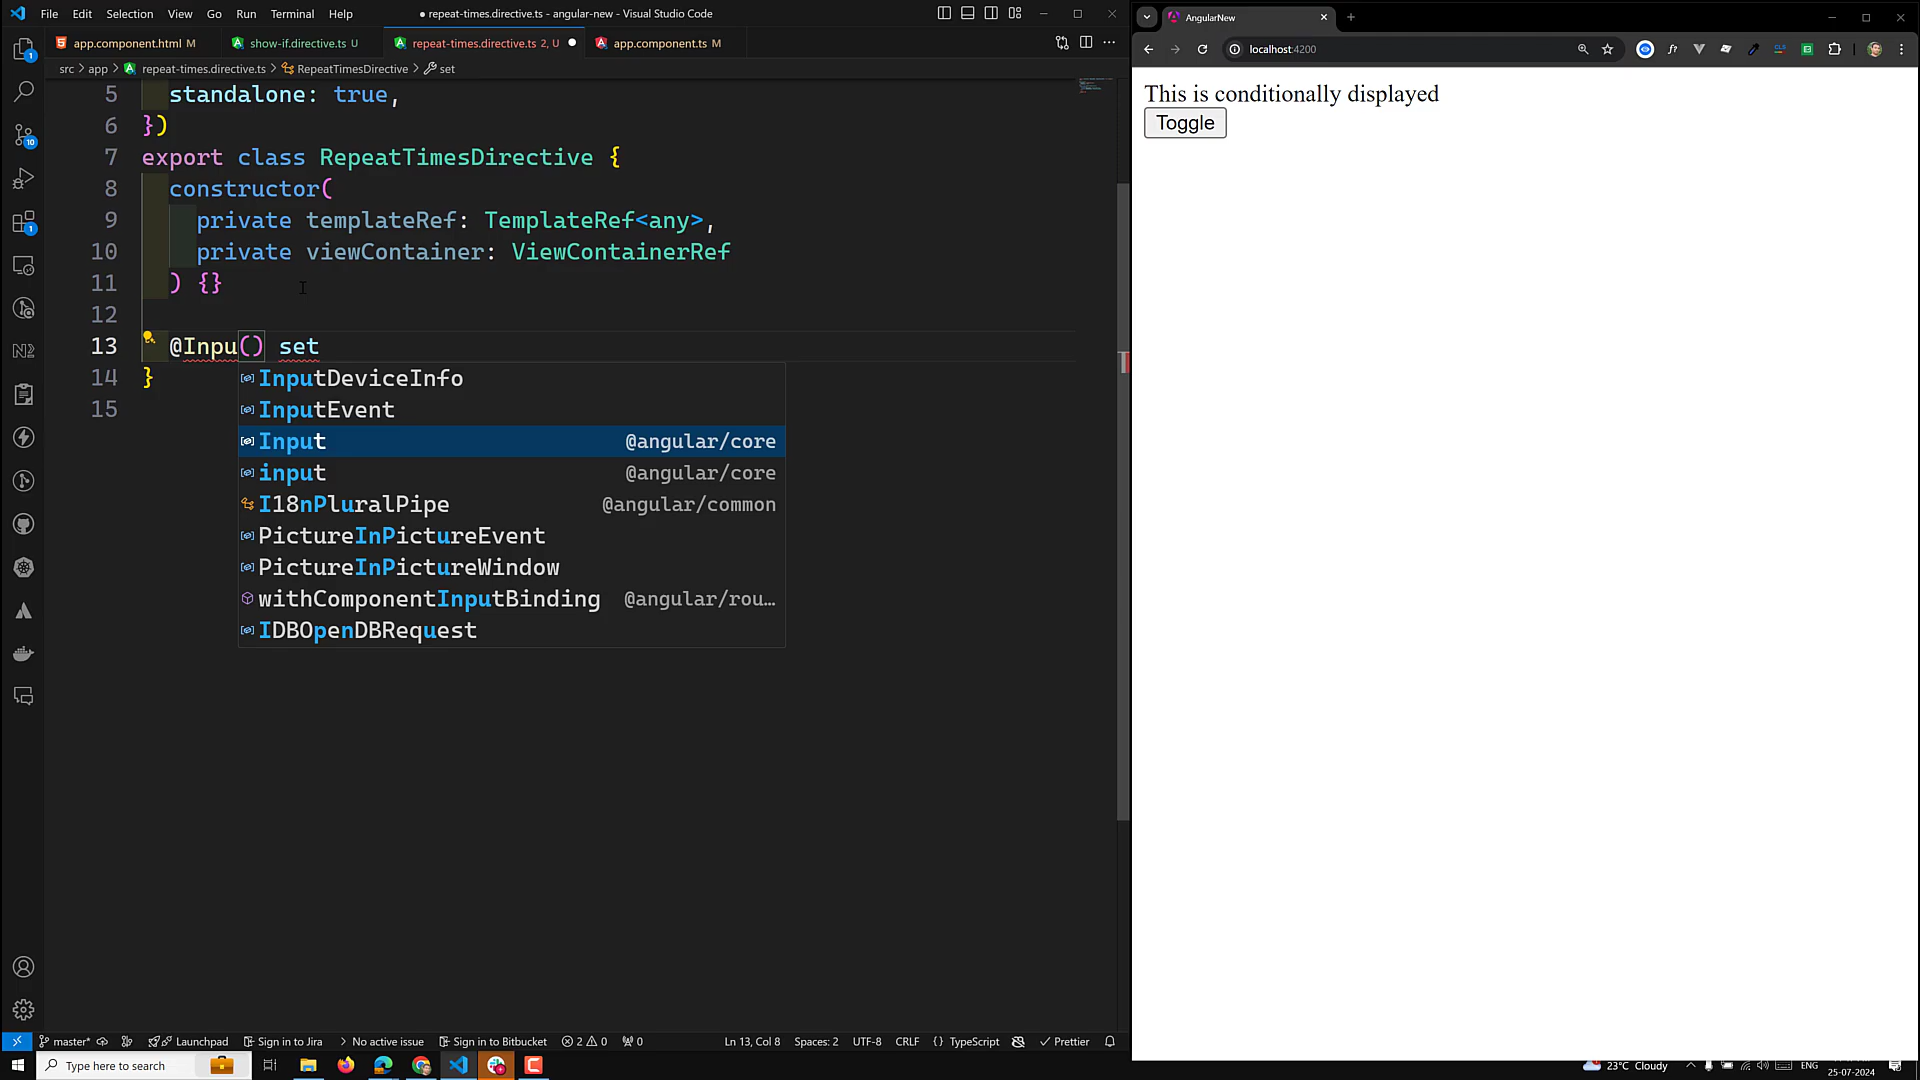 File Edit Selection View Go Run Terminal Help
● repeat-times.directive.ts - angular-new - Visual Studio Code
app.component.html M
show-if.directive.ts U
repeat-times.directive.ts 2, U
app.component.ts M
src > app > repeat-times.directive.ts > RepeatTimesDirective > set
5 standalone: true,
6 })
7 export class RepeatTimesDirective {
8 constructor(
9 private templateRef: TemplateRef<any>,
10 private viewContainer: ViewContainerRef
11 ) {}
12
13 @Inpu() set
14 }
15
InputDeviceInfo
InputEvent
Input @angular/core
input @angular/core
I18nPluralPipe @angular/common
PictureInPictureEvent
PictureInPictureWindow
withComponentInputBinding @angular/rou…
IDBOpenDBRequest
1
10
1
master* Launchpad Sign in to Jira No active issue Sign in to Bitbucket 2 0 0 Ln 13, Col 8 Spaces: 2 UTF-8 CRLF {} TypeScript Prettier
AngularNew
localhost:4200
This is conditionally displayed
Toggle
Type here to search
23°C Cloudy
ENG
25-07-2024